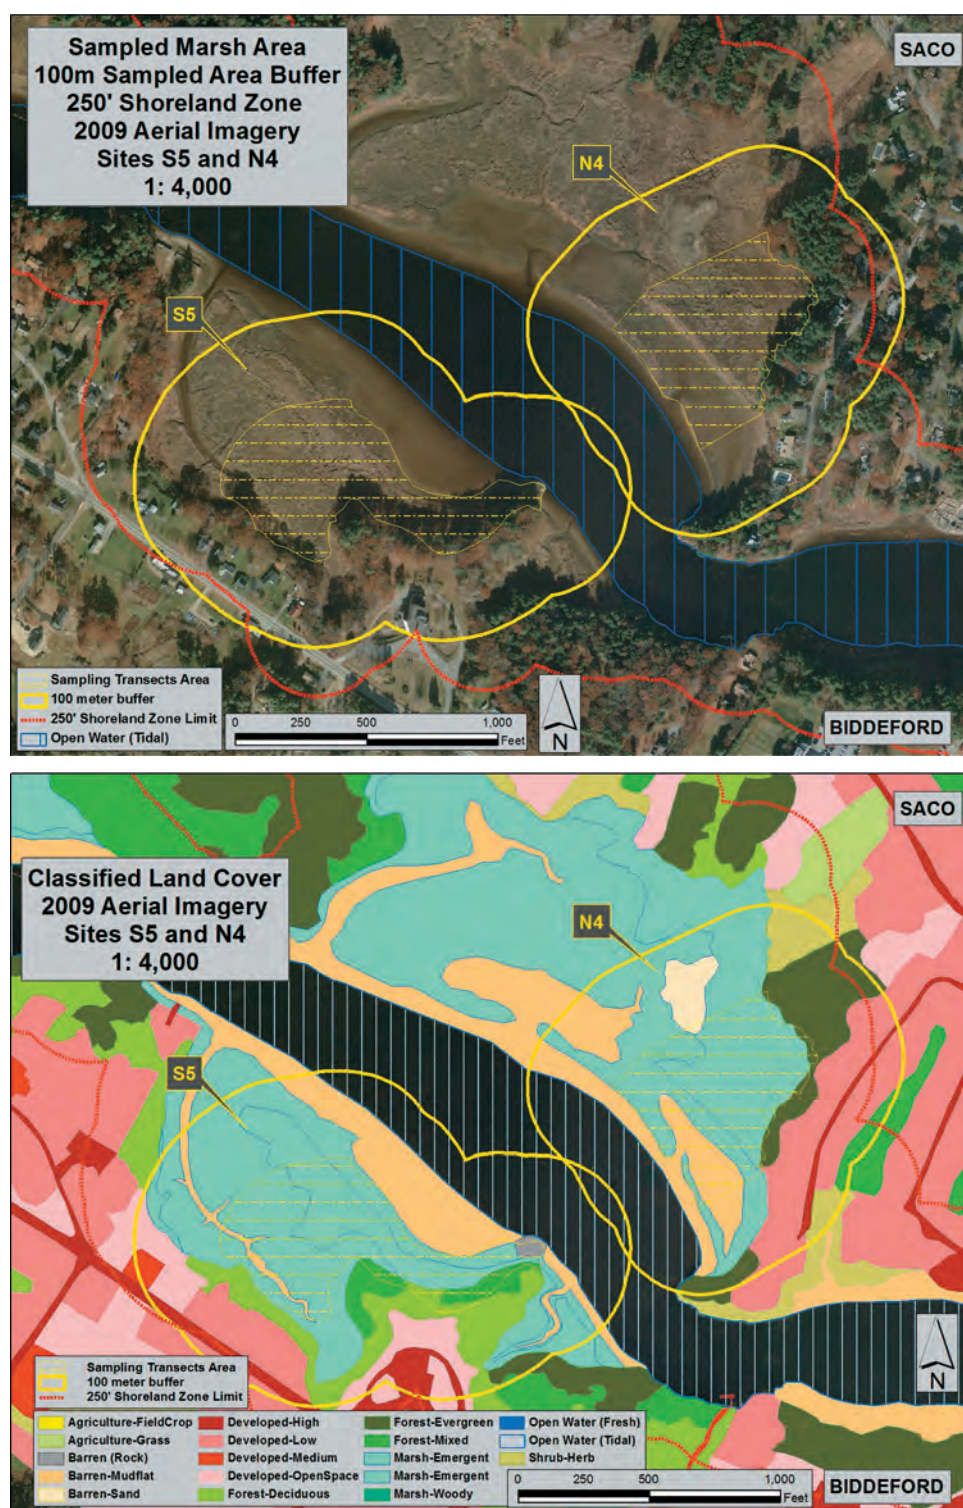 Sampled Marsh Area
100m Sampled Area Buffer
250' Shoreland Zone
2009 Aerial Imagery
Sites S5 and N4
1: 4,000
SACO
N4
S5
Sampling Transects Area
100 meter buffer
250' Shoreland Zone Limit
Open Water (Tidal)
0 250 500 1,000
Feet
N
BIDDEFORD
Classified Land Cover
2009 Aerial Imagery
Sites S5 and N4
1: 4,000
SACO
N4
S5
Sampling Transects Area
100 meter buffer
250' Shoreland Zone Limit
Agriculture-FieldCrop
Agriculture-Grass
Barren (Rock)
Barren-Mudflat
Barren-Sand
Developed-High
Developed-Low
Developed-Medium
Developed-OpenSpace
Forest-Deciduous
Forest-Evergreen
Forest-Mixed
Marsh-Emergent
Marsh-Emergent
Marsh-Woody
Open Water (Fresh)
Open Water (Tidal)
Shrub-Herb
0 250 500 1,000
Feet
N
BIDDEFORD